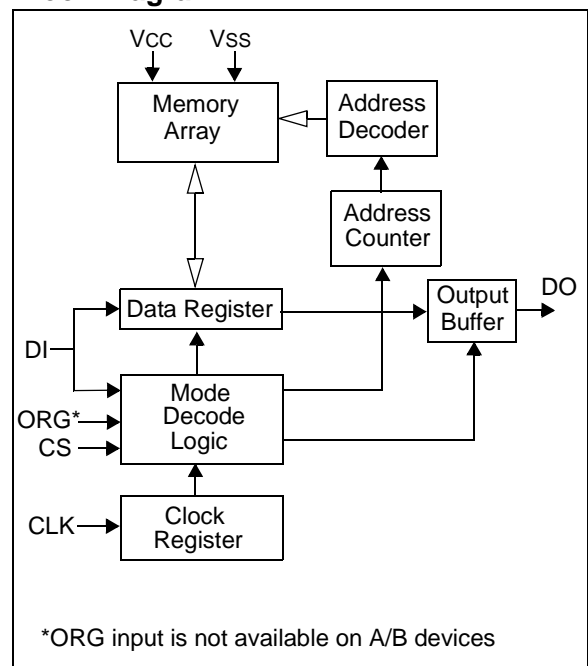 VCC
VSS
Memory
Array
Address
Decoder
Address
Counter
Data Register
Output
Buffer
DO
DI
Mode
Decode
Logic
ORG*
CS
CLK
Clock
Register
*ORG input is not available on A/B devices